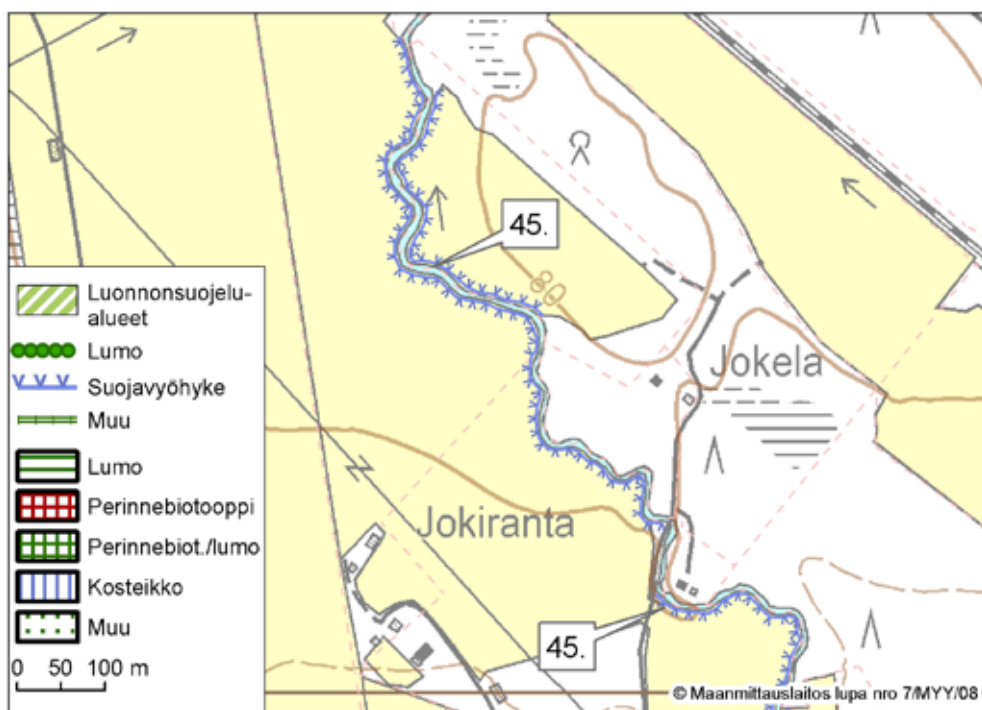 45.
Jokela
Jokiranta
45.
Luonnonsuojelu-
alueet
Lumo
Suojavyöhyke
Muu
Lumo
Perinnebiotooppi
Perinnebiot./lumo
Kosteikko
Muu
0 50 100 m
© Maanmittauslaitos lupa nro 7/MYY/08